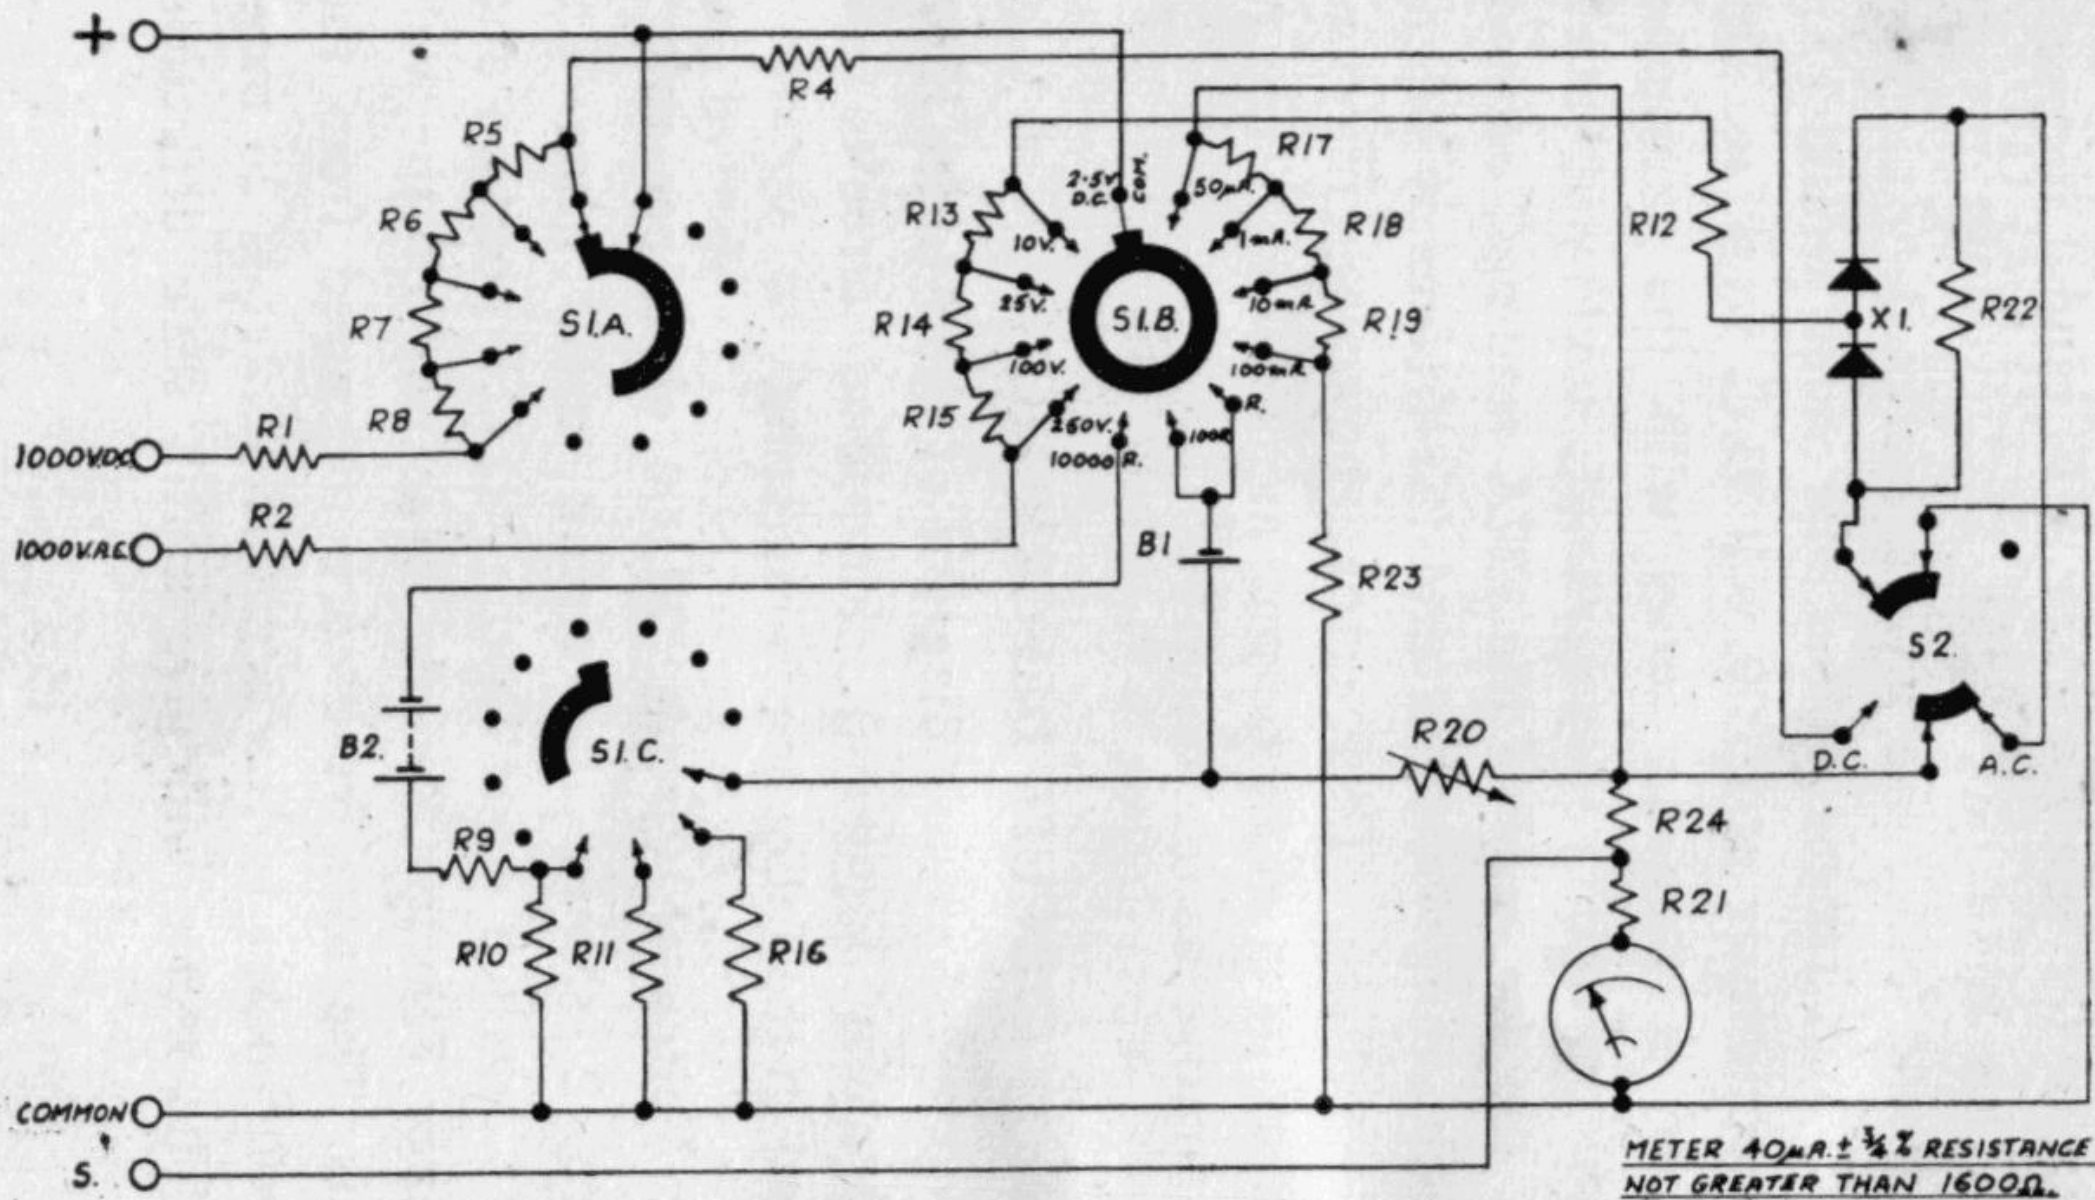 +
R4
R5
R17
2.5V. D.C.
COM.
50µA.
R6
R13
10V.
1mA.
R18
R12
R7
S1.A.
25V.
R14
S1.B.
10mA.
R19
X1.
R22
100V.
100mA.
R8
R15
250V.
R.
100R
10000R.
1000V.DC
R1
1000V.AC.
R2
B1
R23
S2.
B2.
S1.C.
R20
D.C.
A.C.
R9
R24
R21
R10
R11
R16
COMMON
S.
METER 40µA. ± ¾% RESISTANCE
NOT GREATER THAN 1600Ω.